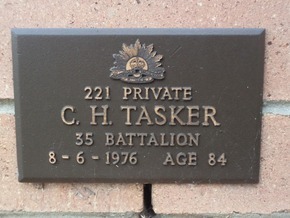 221 PRIVATE
C. H. TASKER
35 BATTALION
8-6-1976 AGE 84